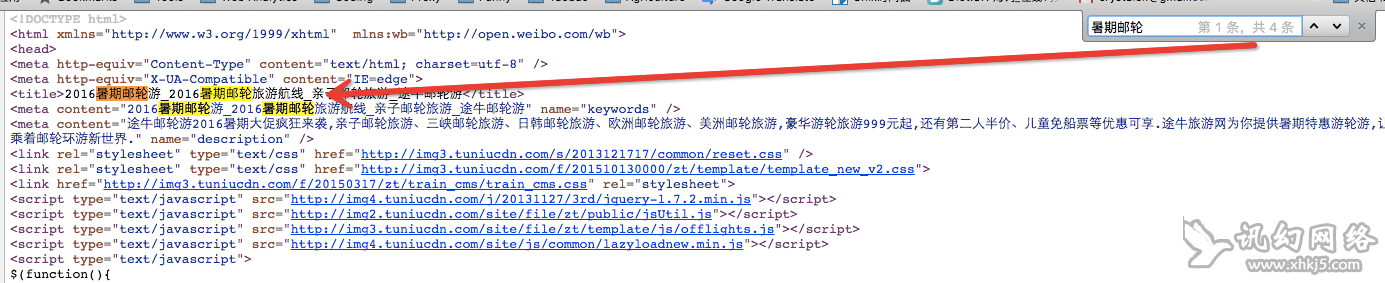 暑期邮轮 第 1 条, 共 4 条
<!DOCTYPE html>
<html xmlns="http://www.w3.org/1999/xhtml" xmlns:wb="http://open.weibo.com/wb">
<head>
<meta http-equiv="Content-Type" content="text/html; charset=utf-8" />
<meta http-equiv="X-UA-Compatible" content="IE=edge">
<title>2016暑期邮轮游_2016暑期邮轮旅游航线_亲子邮轮旅游_途牛邮轮游</title>
<meta content="2016暑期邮轮游_2016暑期邮轮旅游航线_亲子邮轮旅游_途牛邮轮游" name="keywords" />
<meta content="途牛邮轮游2016暑期大促疯狂来袭,亲子邮轮旅游、三峡邮轮旅游、日韩邮轮旅游、欧洲邮轮旅游、美洲邮轮旅游,豪华游轮旅游999元起,还有第二人半价、儿童免船票等优惠可享.途牛旅游网为你提供暑期特惠游轮游,让
乘着邮轮环游新世界." name="description" />
<link rel="stylesheet" type="text/css" href="http://img3.tuniucdn.com/s/2013121717/common/reset.css" />
<link rel="stylesheet" type="text/css" href="http://img3.tuniucdn.com/f/201510130000/zt/template/template_new_v2.css">
<link href="http://img3.tuniucdn.com/f/20150317/zt/train_cms/train_cms.css" rel="stylesheet">
<script type="text/javascript" src="http://img4.tuniucdn.com/j/20131127/3rd/jquery-1.7.2.min.js"></script>
<script type="text/javascript" src="http://img2.tuniucdn.com/site/file/zt/public/jsUtil.js"></script>
<script type="text/javascript" src="http://img3.tuniucdn.com/site/file/zt/template/js/offlights.js"></script>
<script type="text/javascript" src="http://img4.tuniucdn.com/site/js/common/lazyloadnew.min.js"></script>
<script type="text/javascript">
$(function(){
讯幻网络
www.xhkj5.com